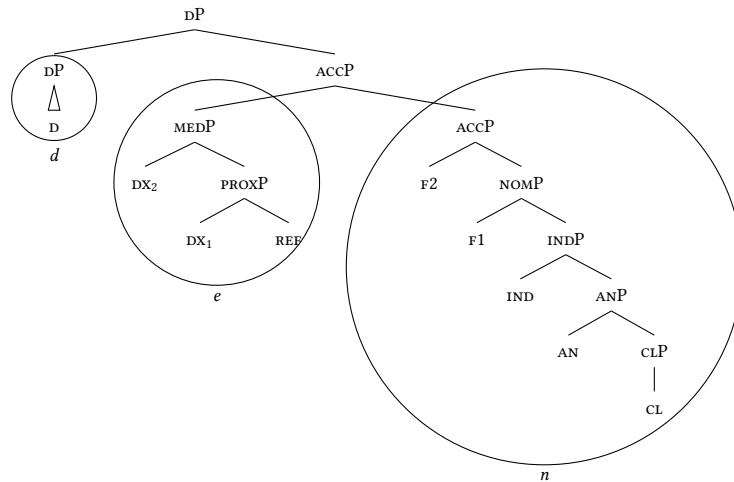 DP
DP ACCP
D MEDP ACCP
d
DX₂ PROXP F2 NOMP
DX₁ REF F1 INDP
e IND ANP
AN CLP
CL
n